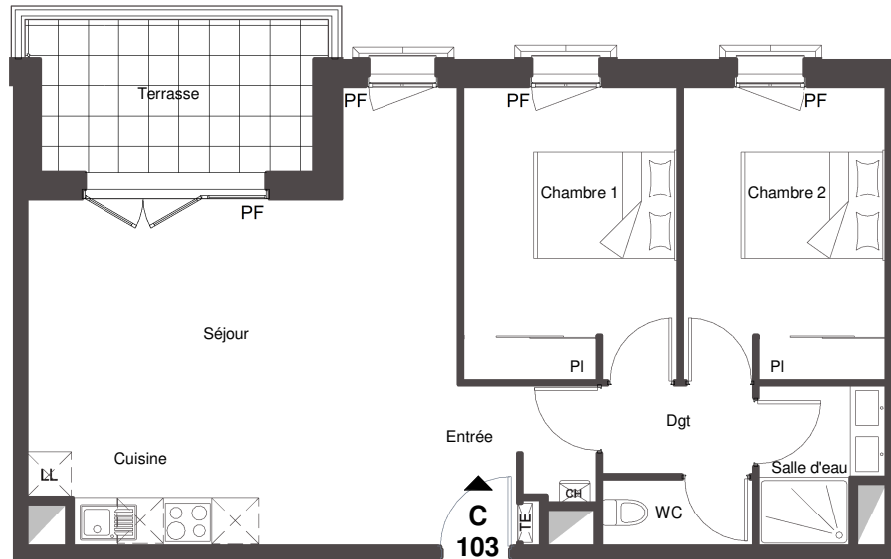 Terrasse
PF
PF
PF
PF
Chambre 1
Chambre 2
Séjour
Pl
Pl
Entrée
Dgt
Cuisine
LL
Salle d'eau
CH
TE
WC
C
103